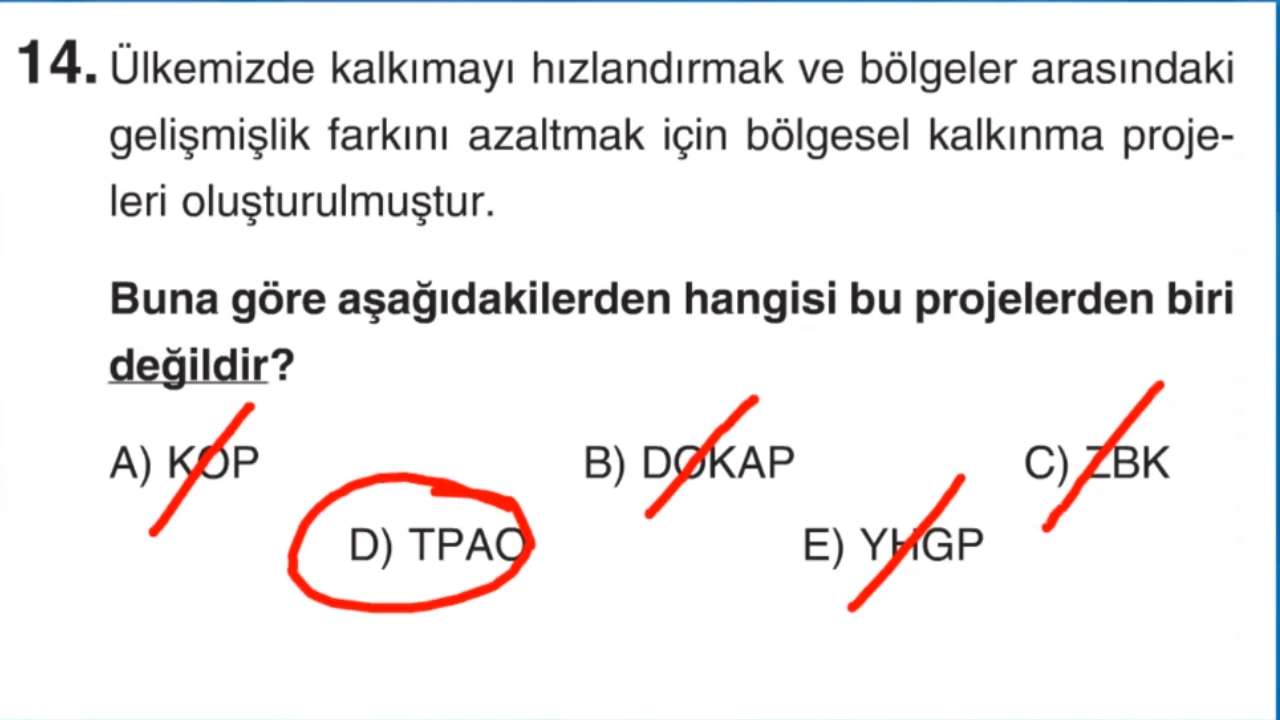 14. Ülkemizde kalkımayı hızlandırmak ve bölgeler arasındaki
gelişmişlik farkını azaltmak için bölgesel kalkınma proje-
leri oluşturulmuştur.
Buna göre aşağıdakilerden hangisi bu projelerden biri
değildir?
A) KOP B) DOKAP C) ZBK
D) TPAO E) YHGP